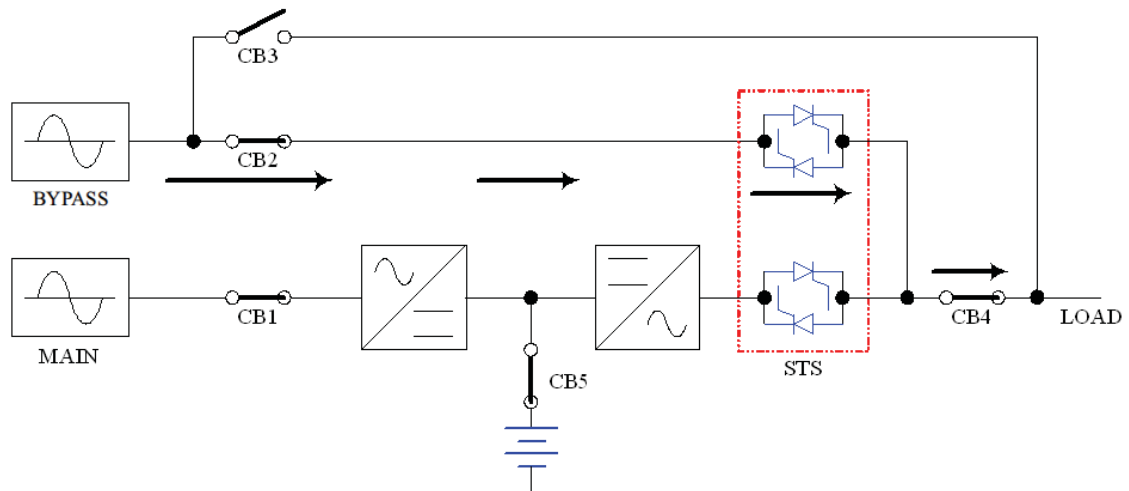 CB3
CB2
BYPASS
CB1
MAIN
CB5
STS
CB4
LOAD